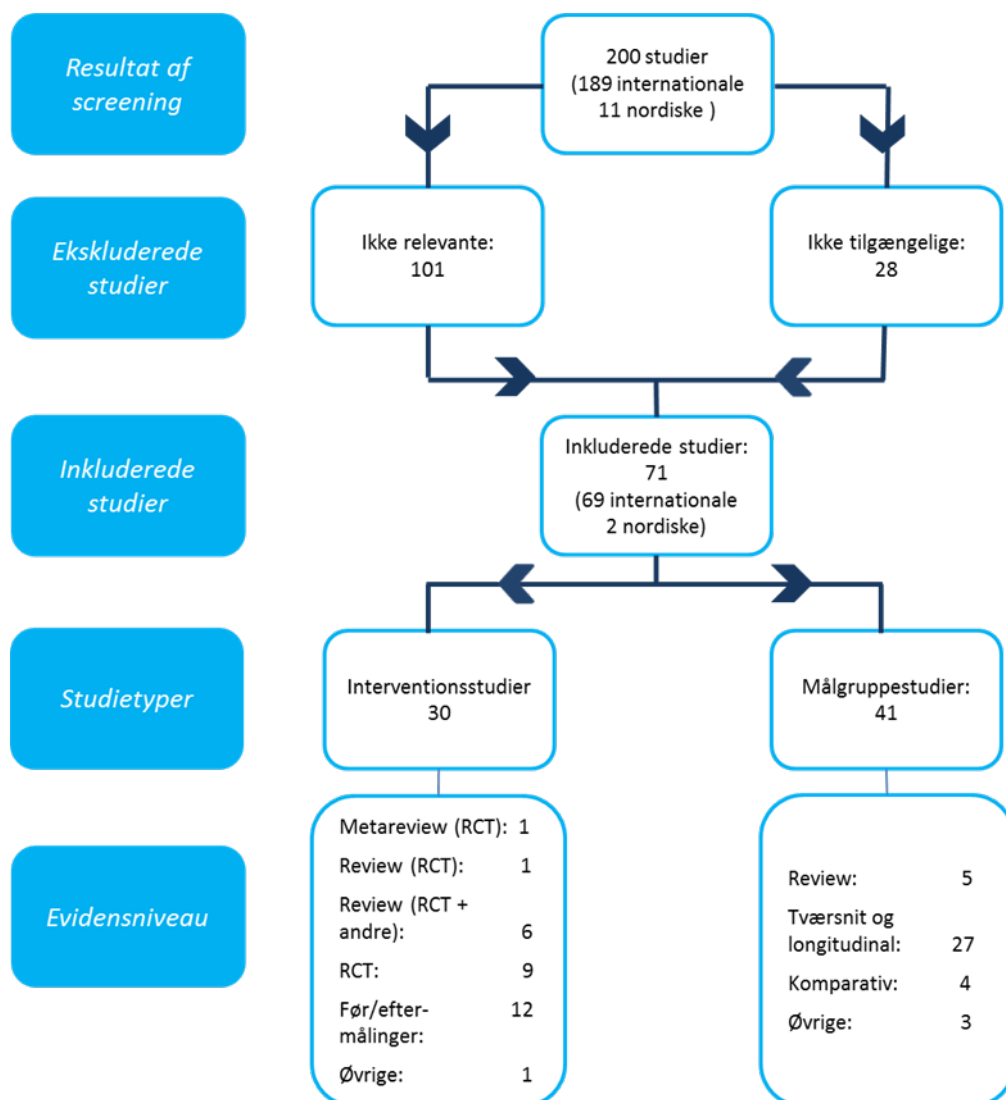 Resultat af
screening
200 studier
(189 internationale
11 nordiske )
Ekskluderede
studier
Ikke relevante:
101
Ikke tilgængelige:
28
Inkluderede
studier
Inkluderede studier:
71
(69 internationale
2 nordiske)
Studietyper
Interventionsstudier
30
Målgruppestudier:
41
Evidensniveau
Metareview (RCT): 1
Review (RCT): 1
Review (RCT +
andre): 6
RCT: 9
Før/efter- 12
målinger:
Øvrige: 1
Review: 5
Tværsnit og
longitudinal: 27
Komparativ: 4
Øvrige: 3